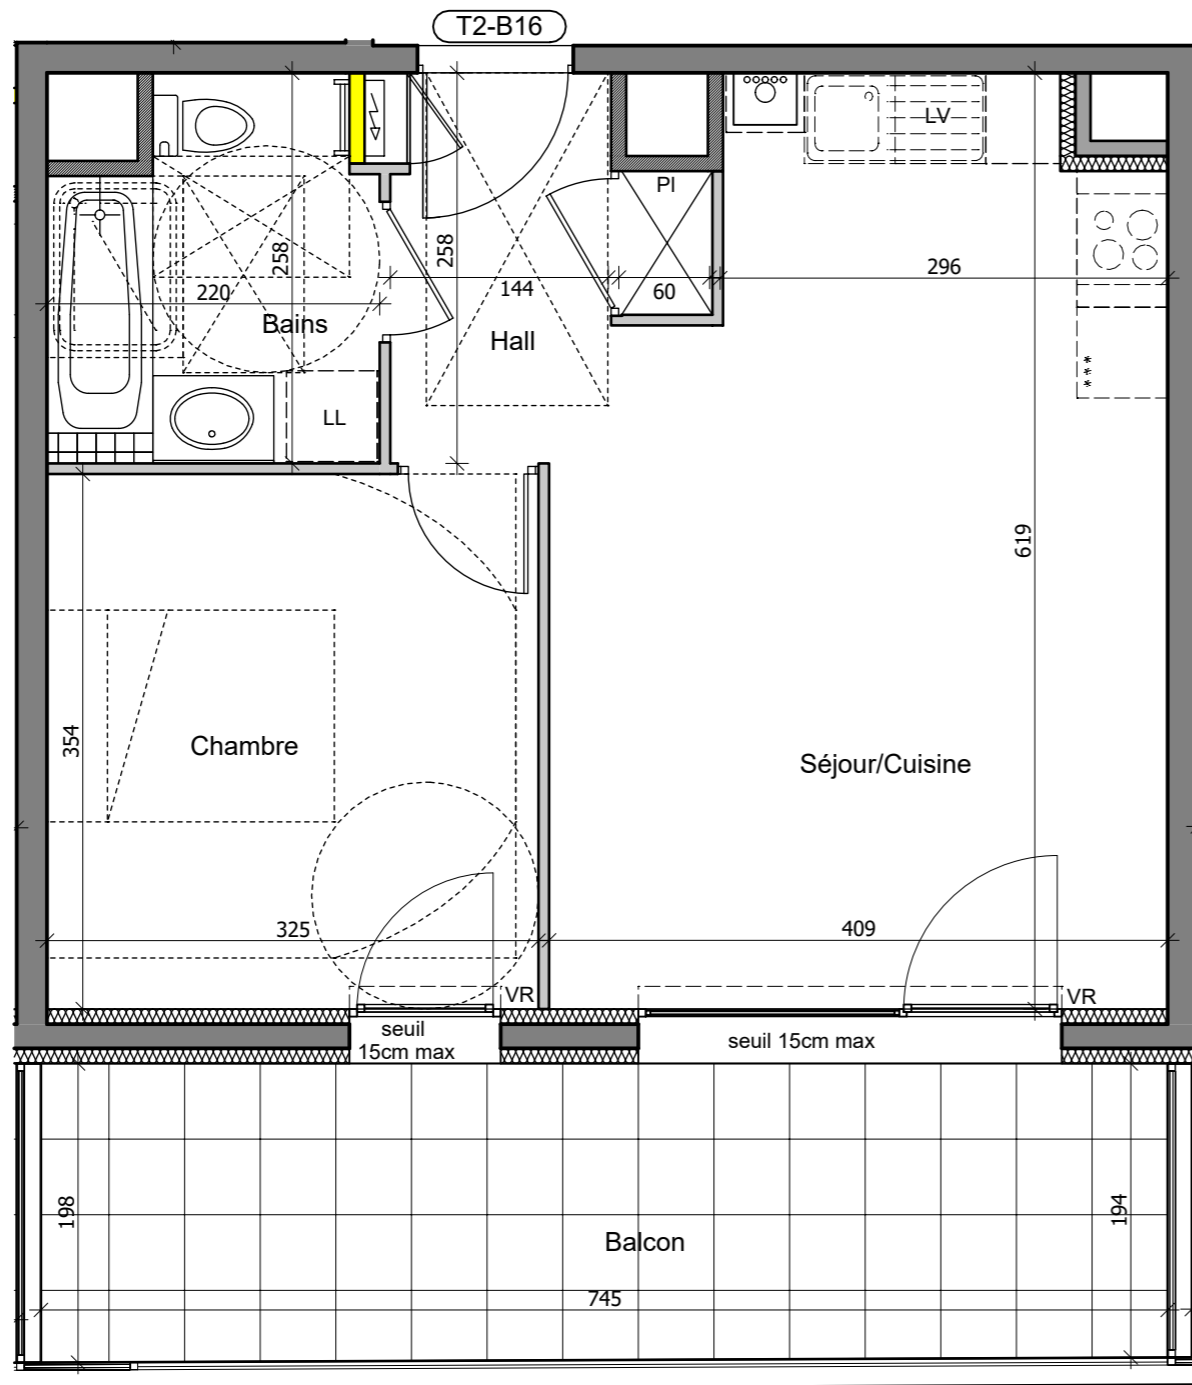 T2-B16
LV
PI
258
258
296
220
144
60
Bains
Hall
***
LL
619
354
Chambre
Séjour/Cuisine
325
409
VR
VR
seuil
15cm max
seuil 15cm max
198
194
Balcon
745